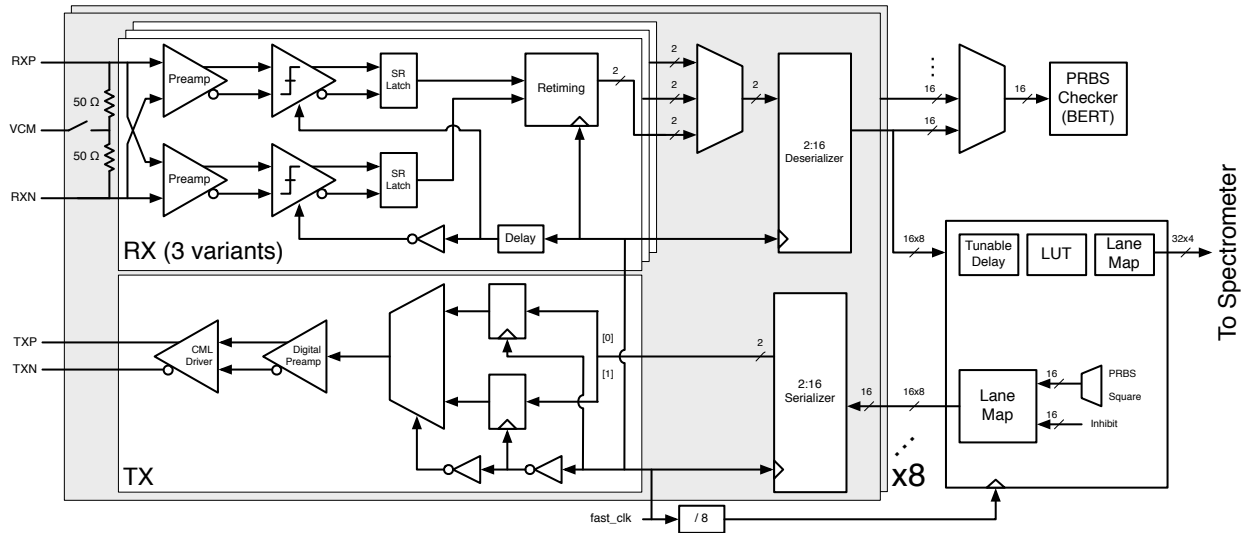 RXP
50 Ω
VCM
50 Ω
RXN
Preamp
SR
Latch
Retiming
2
Preamp
SR
Latch
Delay
RX (3 variants)
2
2
2
2
2:16
Deserializer
16
16
16
PRBS
Checker
(BERT)
16x8
Tunable
Delay
LUT
Lane
Map
32x4
To Spectrometer
TXP
TXN
CML
Driver
Digital
Preamp
[0]
[1]
2
2:16
Serializer
16
16x8
Lane
Map
16
PRBS
Square
16
Inhibit
TX
x8
fast_clk
/ 8